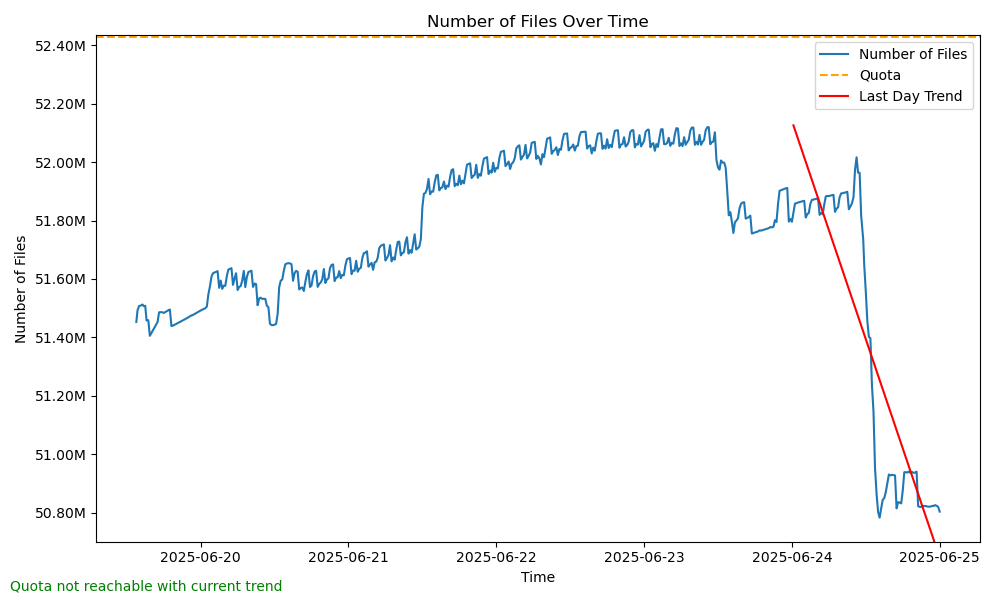 Number of Files Over Time
Number of Files
Quota
Last Day Trend
52.40M
52.20M
52.00M
51.80M
51.60M
51.40M
51.20M
51.00M
50.80M
Number of Files
2025-06-20
2025-06-21
2025-06-22
2025-06-23
2025-06-24
2025-06-25
Time
Quota not reachable with current trend